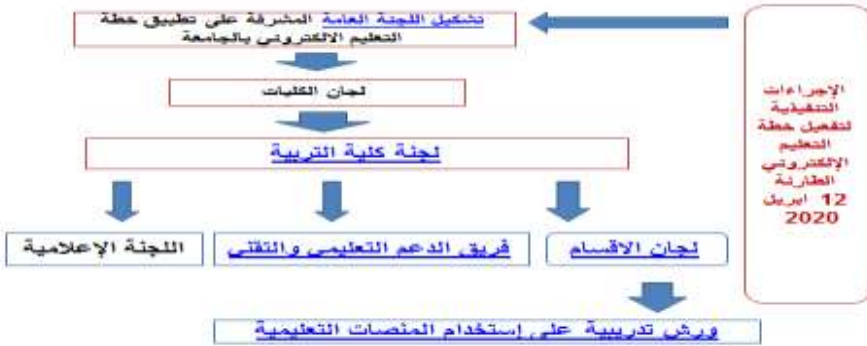 تشكيل اللجنة العامة المشرفة على تطبيق خطة
التعليم الالكتروني بالجامعة
لجان الكليات
لجنة كلية التربية
لجان الاقسام
فريق الدعم التعليمي والتقني
اللجنة الإعلامية
ورش تدريبية على إستخدام المنصات التعليمية
الإجراءات
التنفيذية
لتفعيل خطة
التعليم
الإلكتروني
الطارئة
12 ابريل
2020